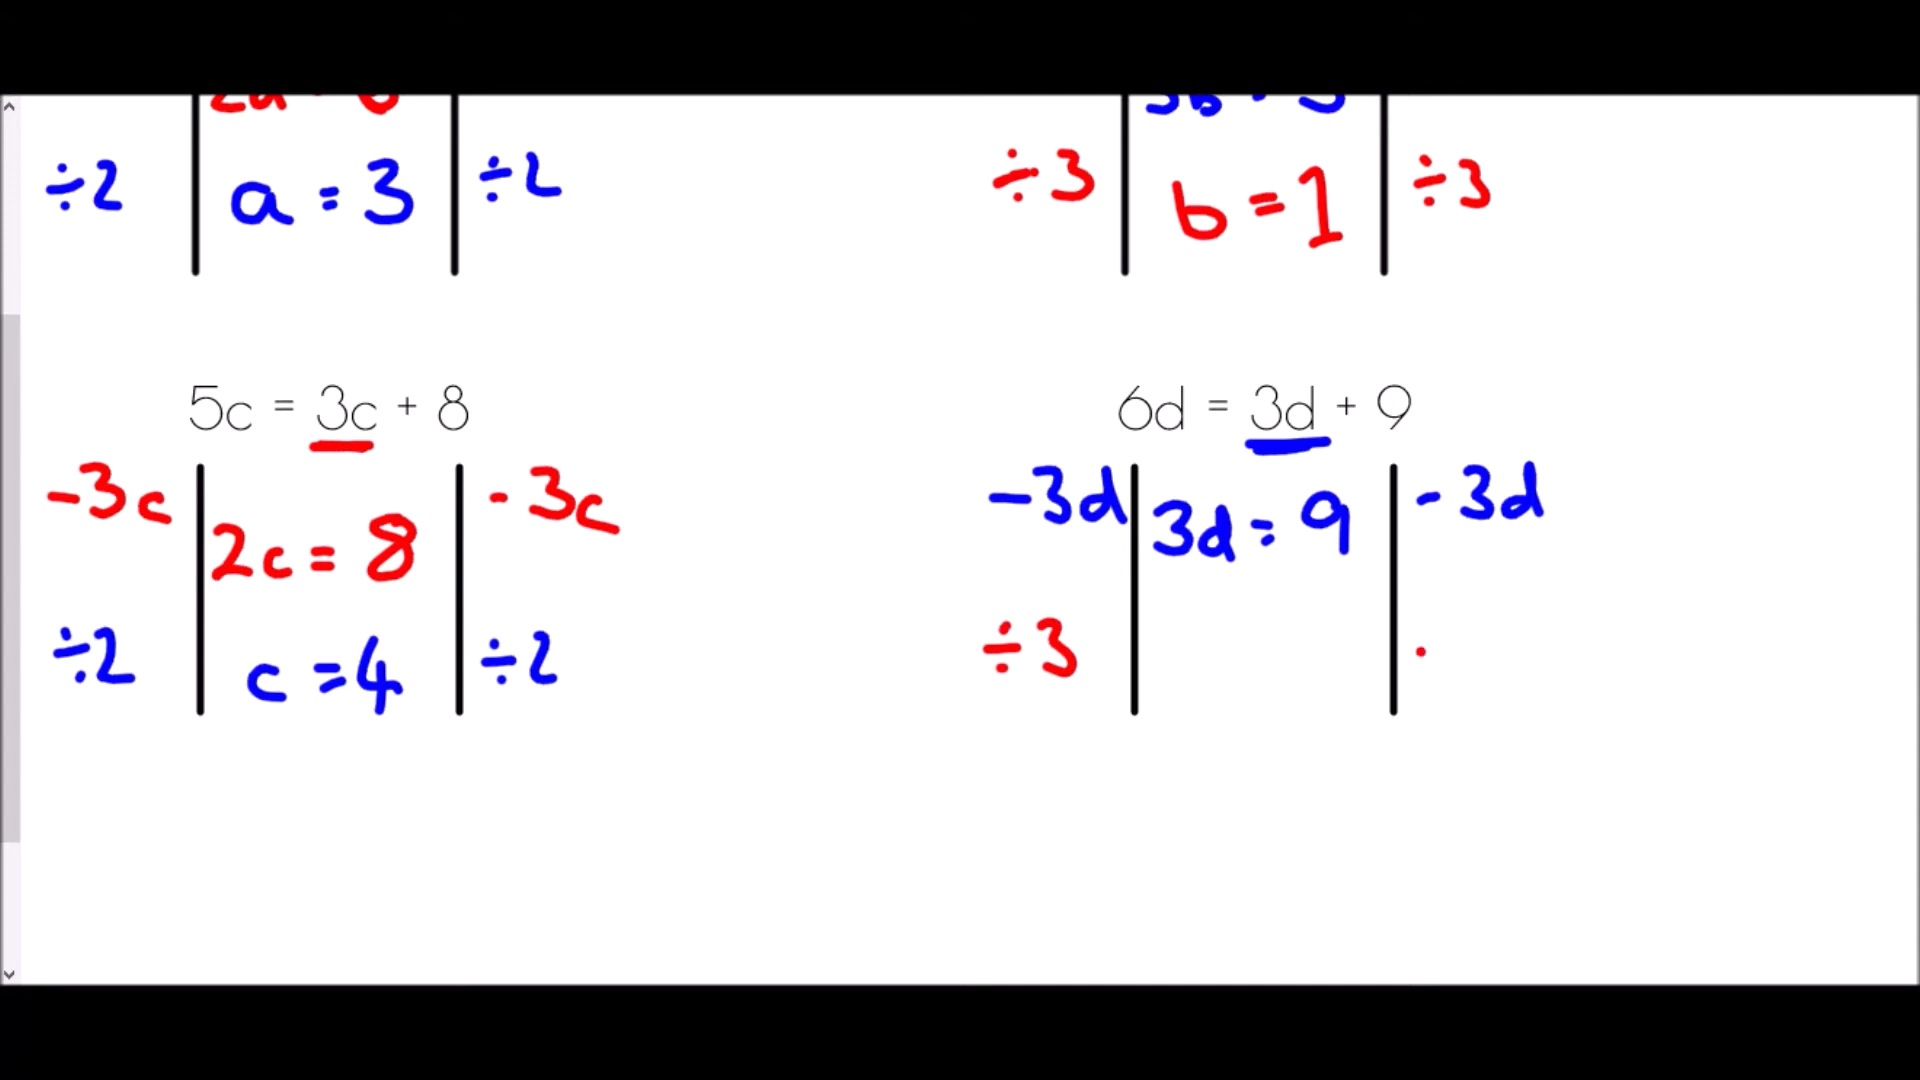 ÷2 a = 3 ÷2
÷3 b = 1 ÷3
5c = 3c + 8
-3c 2c = 8 - 3c
÷2 c = 4 ÷2
6d = 3d + 9
-3d 3d = 9 - 3d
÷3